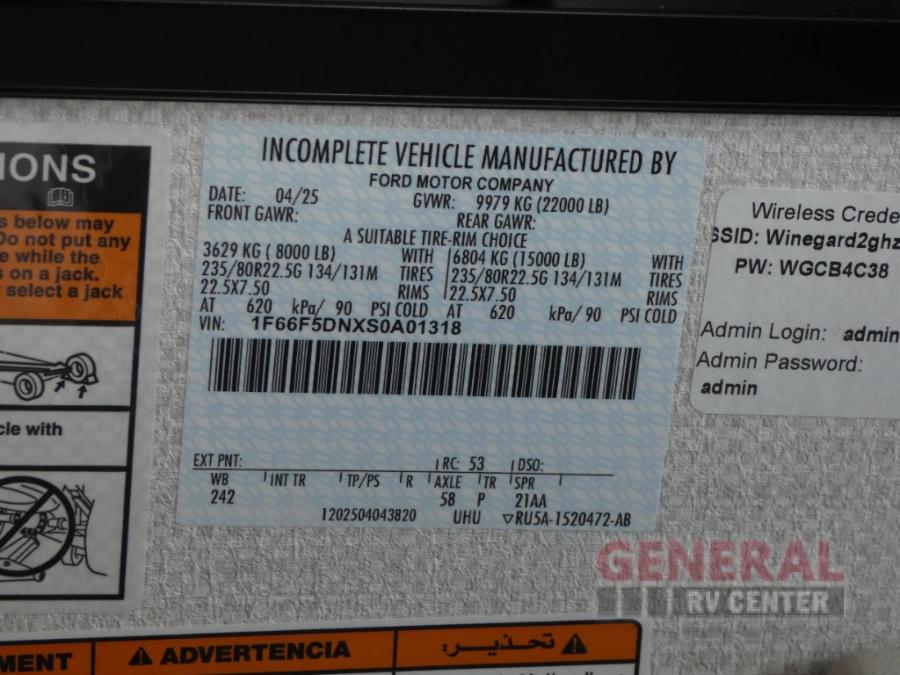 IONS
s below may
Do not put any
e while the
s on a jack.
select a jack
cle with
INCOMPLETE VEHICLE MANUFACTURED BY
FORD MOTOR COMPANY
DATE: 04/25 GVWR: 9979 KG (22000 LB)
FRONT GAWR: REAR GAWR:
A SUITABLE TIRE-RIM CHOICE
3629 KG ( 8000 LB) WITH 6804 KG (15000 LB) WITH
235/80R22.5G 134/131M TIRES 235/80R22.5G 134/131M TIRES
22.5X7.50 RIMS 22.5X7.50 RIMS
AT 620 kPa/ 90 PSI COLD AT 620 kPa/ 90 PSI COLD
VIN: 1F66F5DNXS0A01318
EXT PNT: RC: 53 DSO:
WB INT TR TP/PS R AXLE TR SPR
242 58 P 21AA
1202504043820 UHU ▽RU5A-1520472-AB
Wireless Crede
SSID: Winegard2ghz
PW: WGCB4C38
Admin Login: admin
Admin Password:
admin
GENERAL
RV CENTER
MENT ADVERTENCIA تحذير: